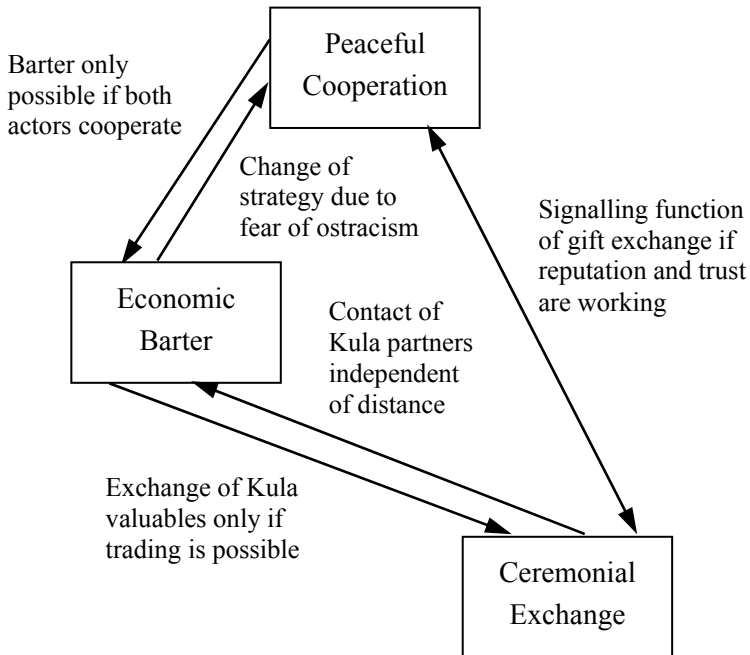 Peaceful
Cooperation
Barter only
possible if both
actors cooperate
Change of
strategy due to
fear of ostracism
Signalling function
of gift exchange if
reputation and trust
are working
Economic
Barter
Contact of
Kula partners
independent
of distance
Exchange of Kula
valuables only if
trading is possible
Ceremonial
Exchange